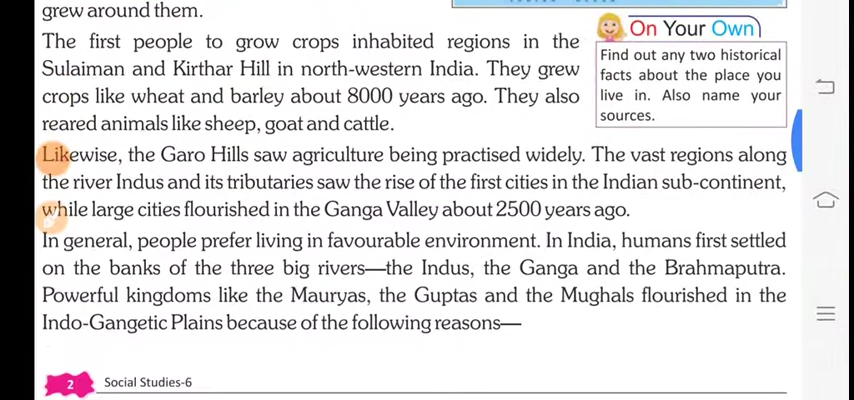 grew around them.
The first people to grow crops inhabited regions in the
Sulaiman and Kirthar Hill in north-western India. They grew
crops like wheat and barley about 8000 years ago. They also
reared animals like sheep, goat and cattle.
On Your Own
Find out any two historical
facts about the place you
live in. Also name your
sources.
Likewise, the Garo Hills saw agriculture being practised widely. The vast regions along
the river Indus and its tributaries saw the rise of the first cities in the Indian sub-continent,
while large cities flourished in the Ganga Valley about 2500 years ago.
In general, people prefer living in favourable environment. In India, humans first settled
on the banks of the three big rivers—the Indus, the Ganga and the Brahmaputra.
Powerful kingdoms like the Mauryas, the Guptas and the Mughals flourished in the
Indo-Gangetic Plains because of the following reasons—
2 Social Studies-6